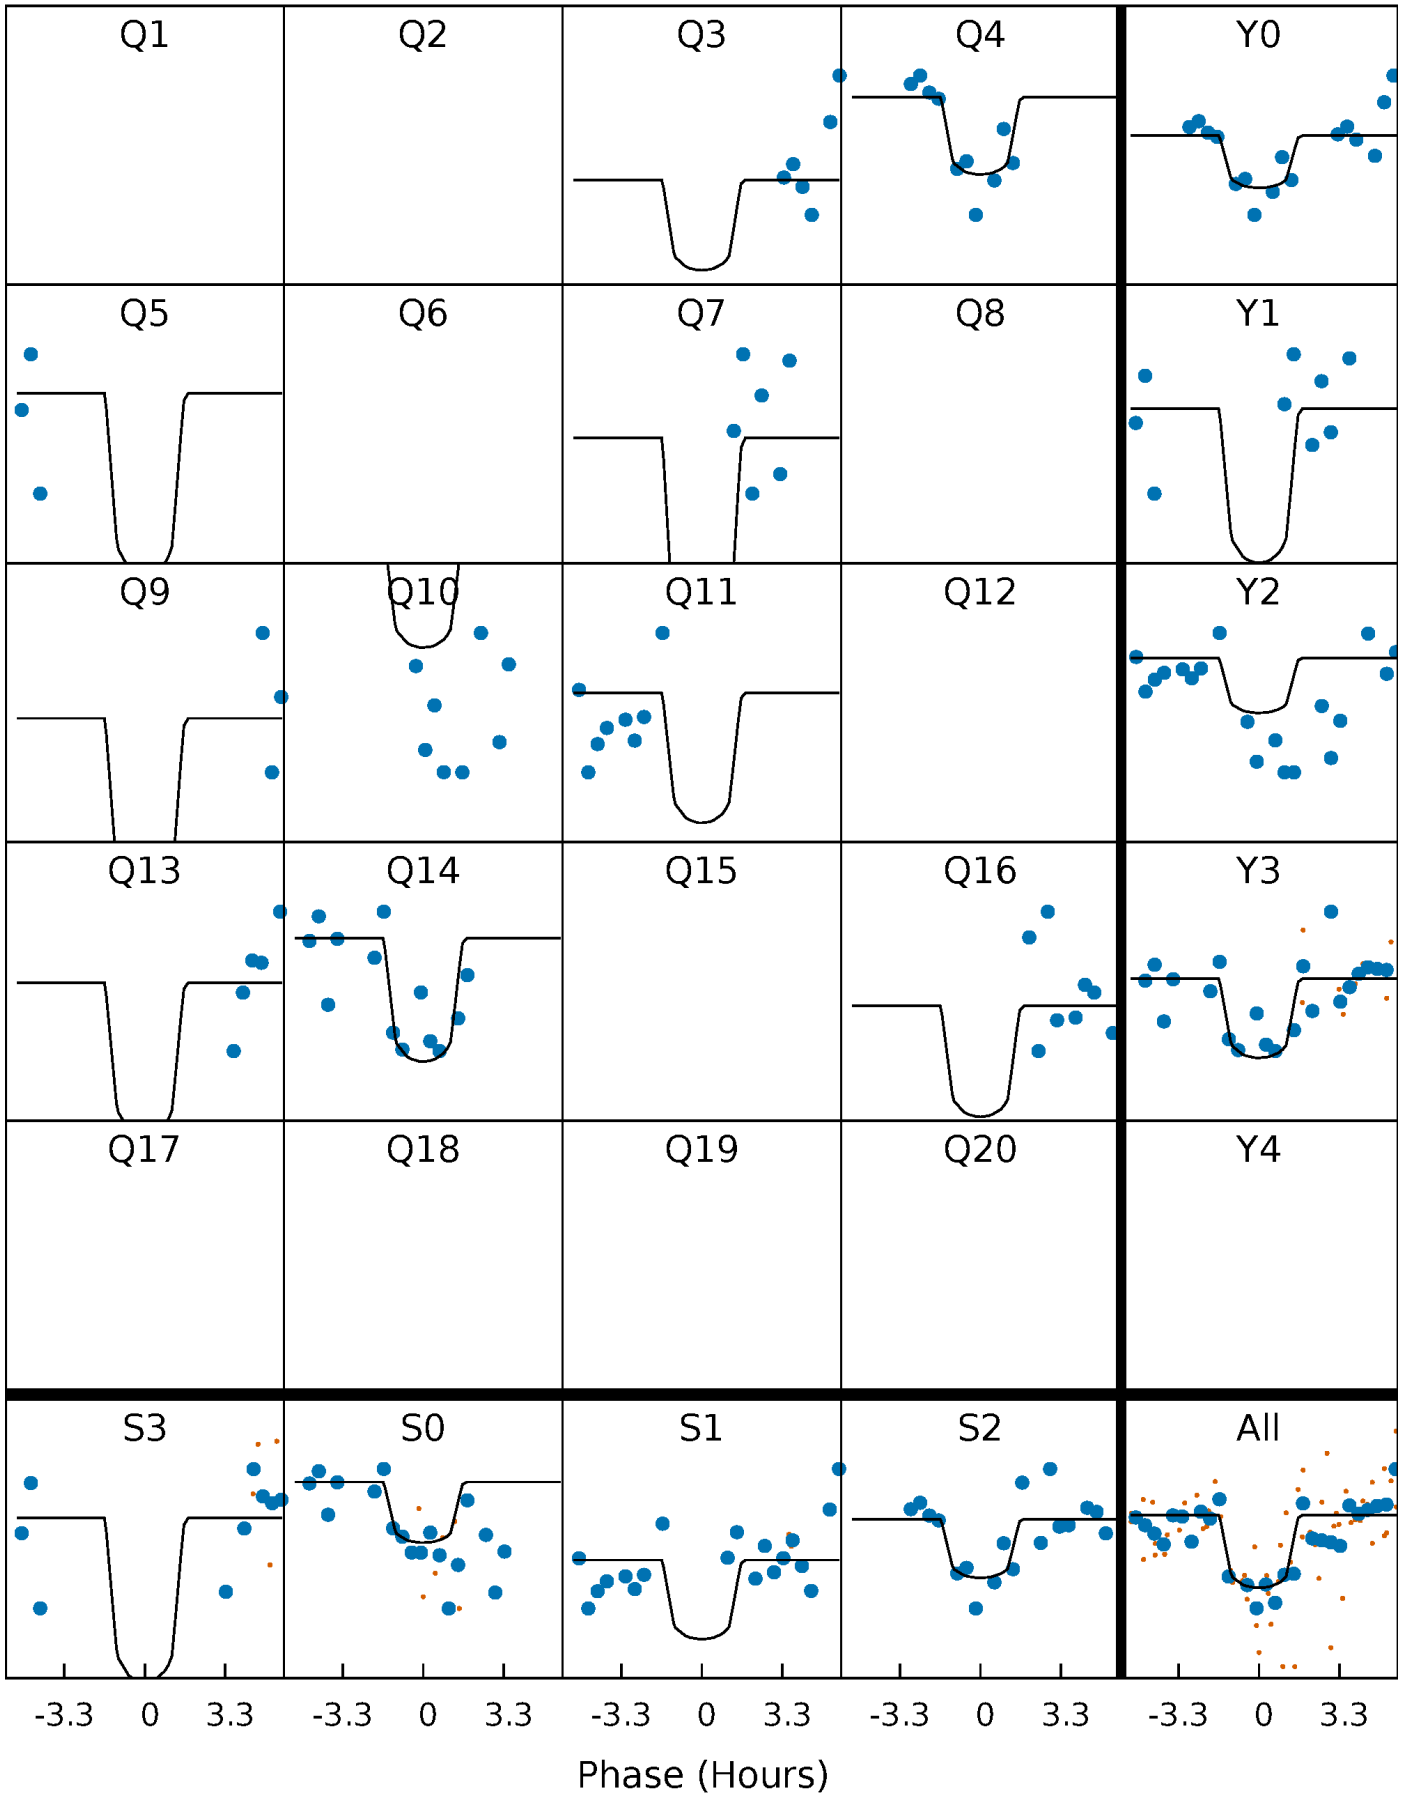 Q1 Q2 Q3 Q4 Y0
Q5 Q6 Q7 Q8 Y1
Q9 Q10 Q11 Q12 Y2
Q13 Q14 Q15 Q16 Y3
Q17 Q18 Q19 Q20 Y4
S3 S0 S1 S2 All
-3.3 0 3.3 -3.3 0 3.3 -3.3 0 3.3 -3.3 0 3.3 -3.3 0 3.3
Phase (Hours)